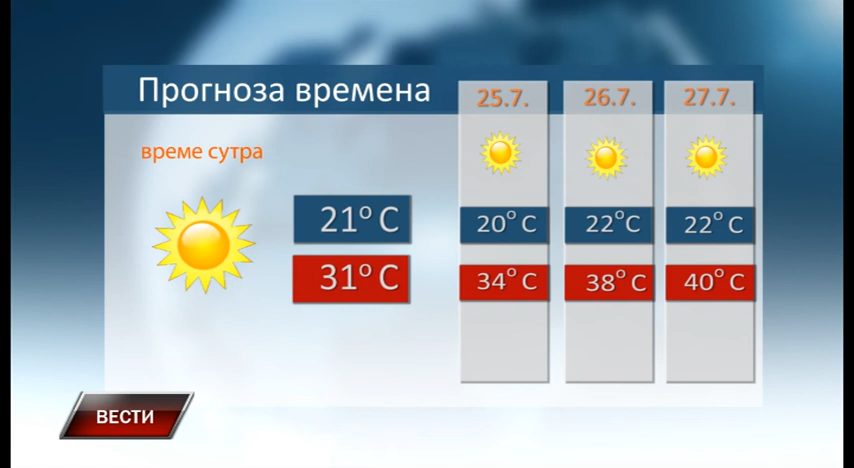 Прогноза времена
време сутра
21° C
31° C
25.7.
20° C
34° C
26.7.
22°C
38° C
27.7.
22° C
40° C
ВЕСТИ